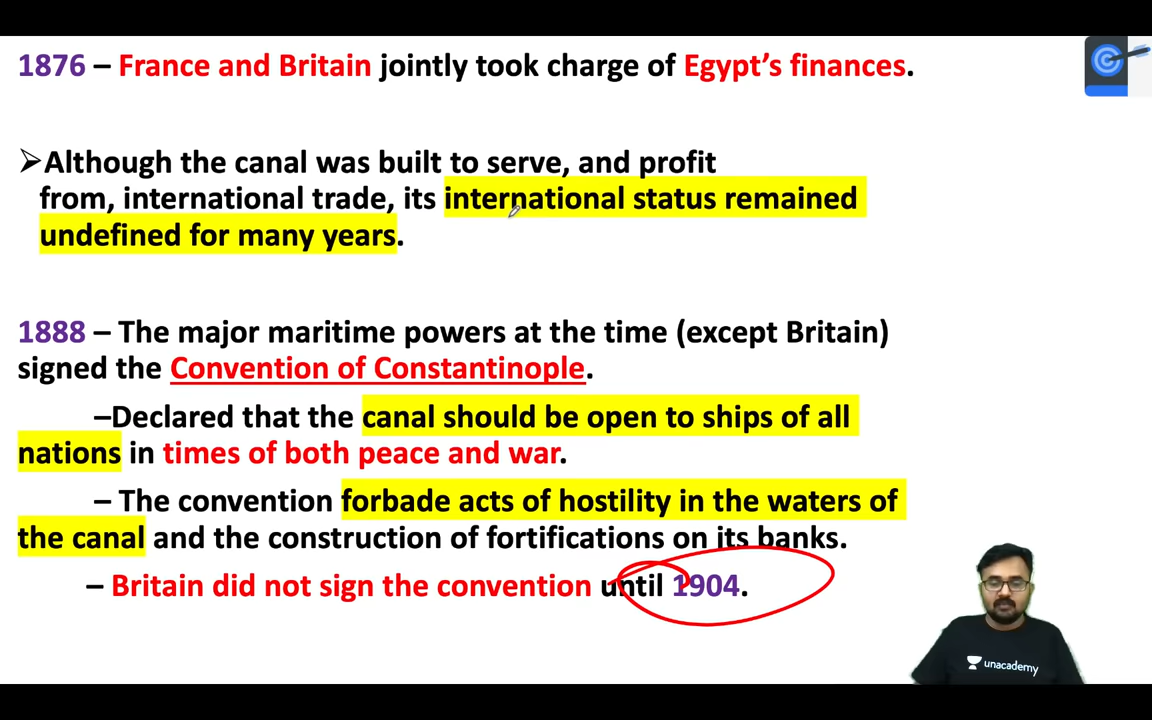 1876 – France and Britain jointly took charge of Egypt’s finances.
➢Although the canal was built to serve, and profit
from, international trade, its international status remained
undefined for many years.
1888 – The major maritime powers at the time (except Britain)
signed the Convention of Constantinople.
–Declared that the canal should be open to ships of all
nations in times of both peace and war.
– The convention forbade acts of hostility in the waters of
the canal and the construction of fortifications on its banks.
– Britain did not sign the convention until 1904.
unacademy